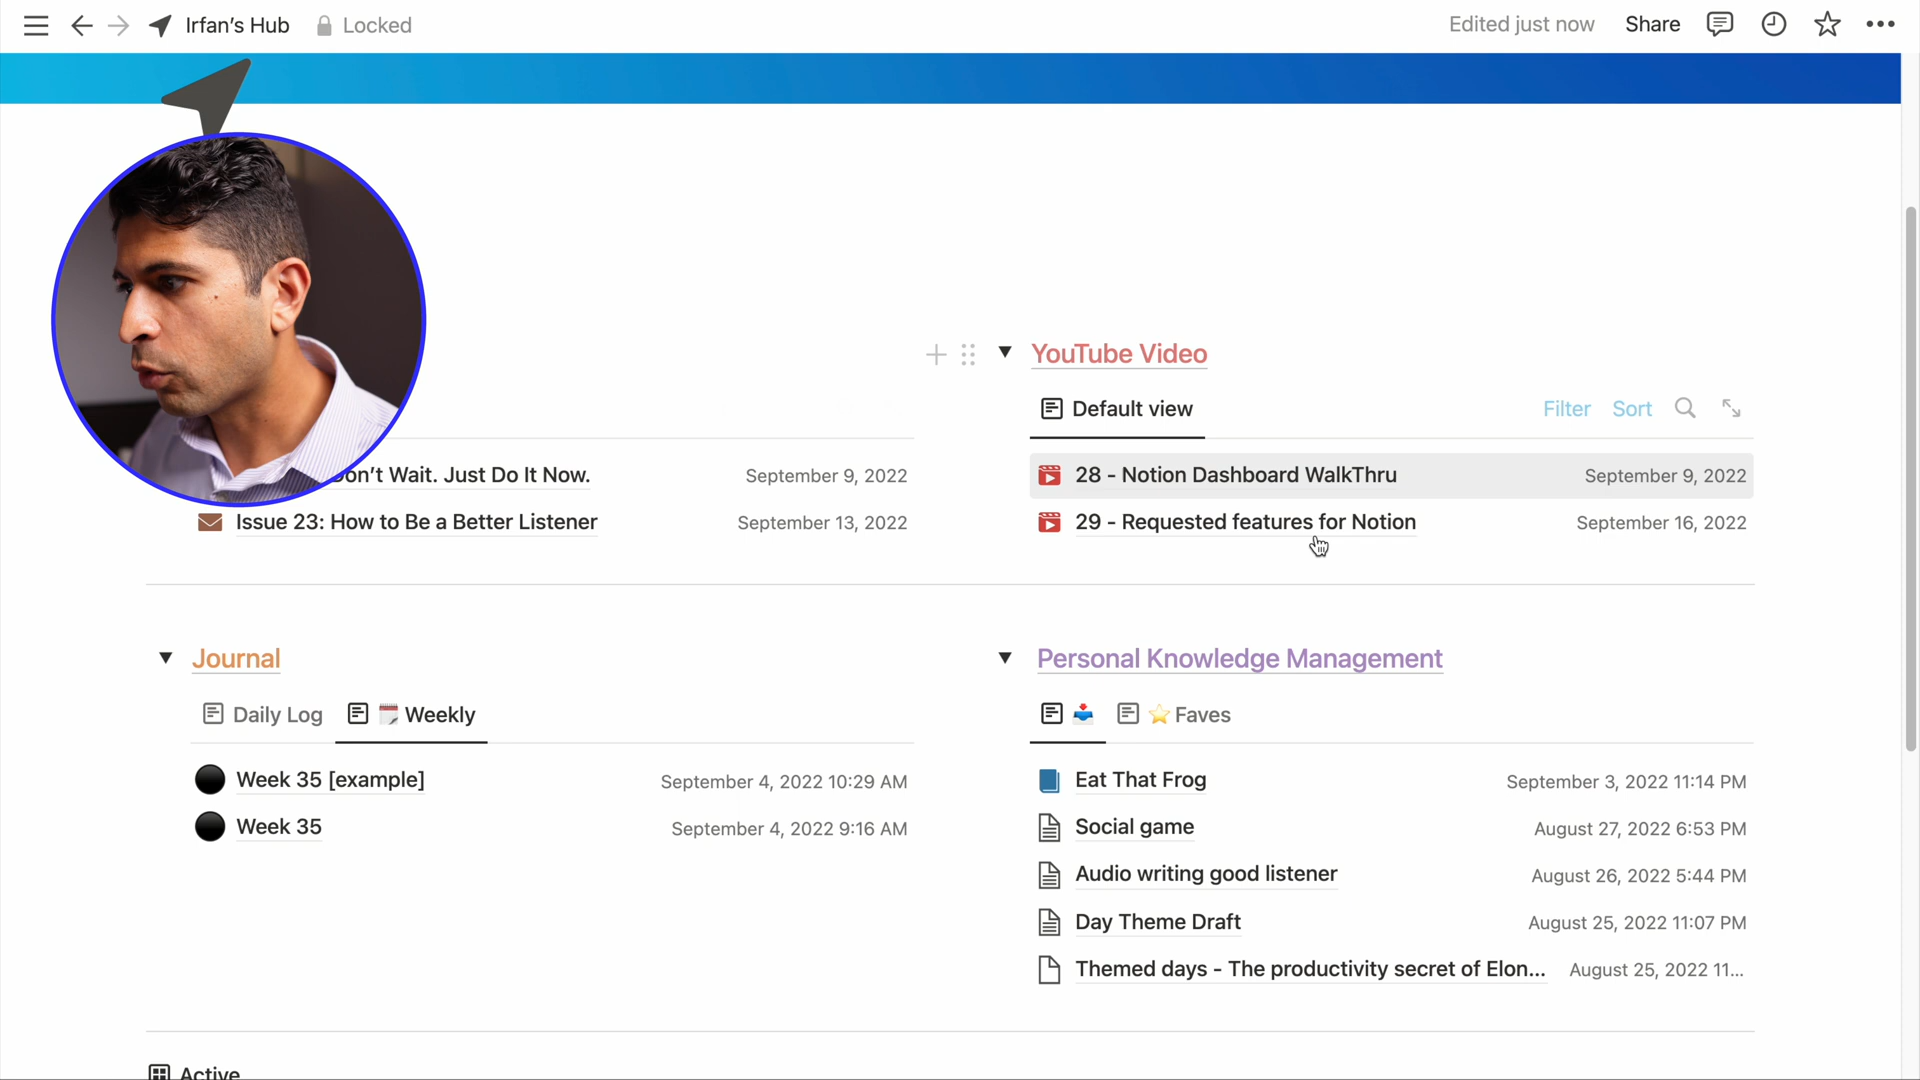 Irfan's Hub Locked Edited just now Share
YouTube Video
Default view Filter Sort
on't Wait. Just Do It Now. September 9, 2022
Issue 23: How to Be a Better Listener September 13, 2022
28 - Notion Dashboard WalkThru September 9, 2022
29 - Requested features for Notion September 16, 2022
Journal
Daily Log Weekly
Week 35 [example] September 4, 2022 10:29 AM
Week 35 September 4, 2022 9:16 AM
Personal Knowledge Management
Faves
Eat That Frog September 3, 2022 11:14 PM
Social game August 27, 2022 6:53 PM
Audio writing good listener August 26, 2022 5:44 PM
Day Theme Draft August 25, 2022 11:07 PM
Themed days - The productivity secret of Elon... August 25, 2022 11...
Active